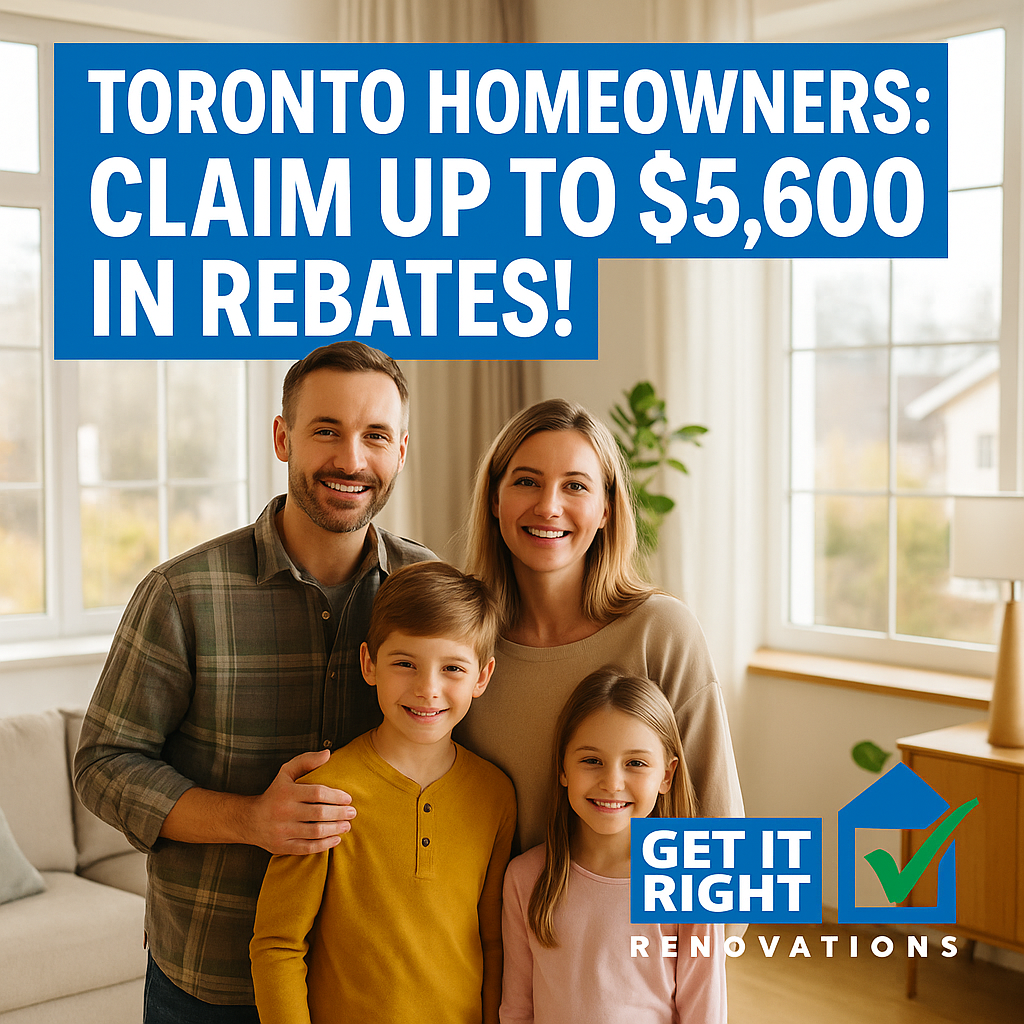 TORONTO HOMEOWNERS:
CLAIM UP TO $5,600
IN REBATES!
GET IT
RIGHT
RENOVATIONS